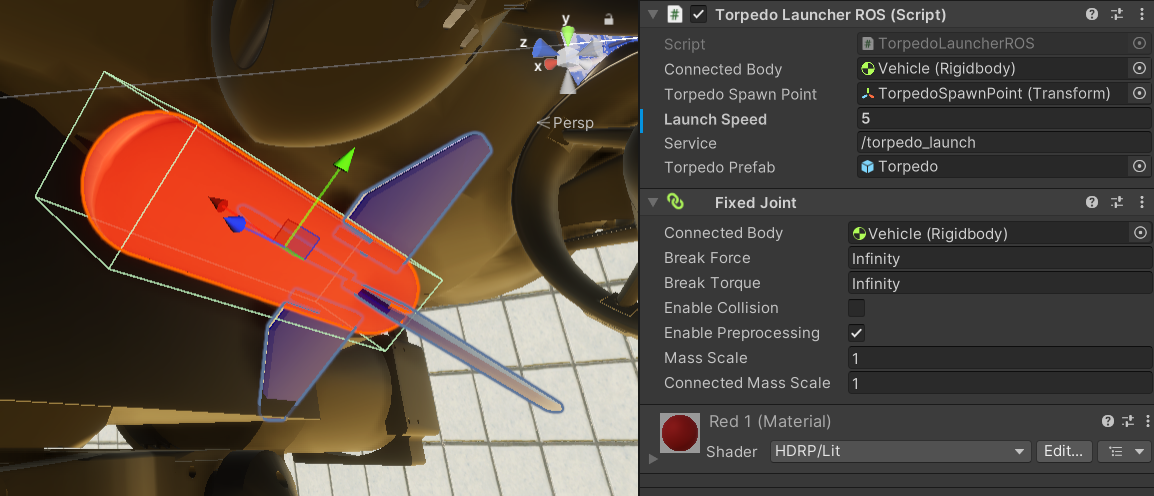 y
z
x
Persp
Torpedo Launcher ROS (Script)
Script TorpedoLauncherROS
Connected Body Vehicle (Rigidbody)
Torpedo Spawn Point TorpedoSpawnPoint (Transform)
Launch Speed 5
Service /torpedo_launch
Torpedo Prefab Torpedo
Fixed Joint
Connected Body Vehicle (Rigidbody)
Break Force Infinity
Break Torque Infinity
Enable Collision
Enable Preprocessing
Mass Scale 1
Connected Mass Scale 1
Red 1 (Material)
Shader HDRP/Lit Edit...